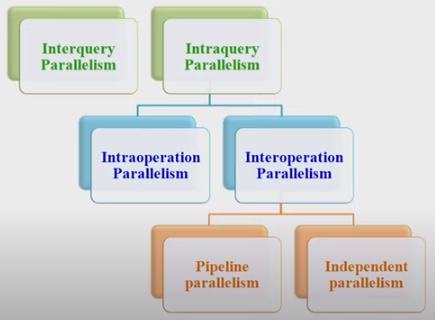 Interquery
Parallelism
Intraquery
Parallelism
Intraoperation
Parallelism
Interoperation
Parallelism
Pipeline
parallelism
Independent
parallelism